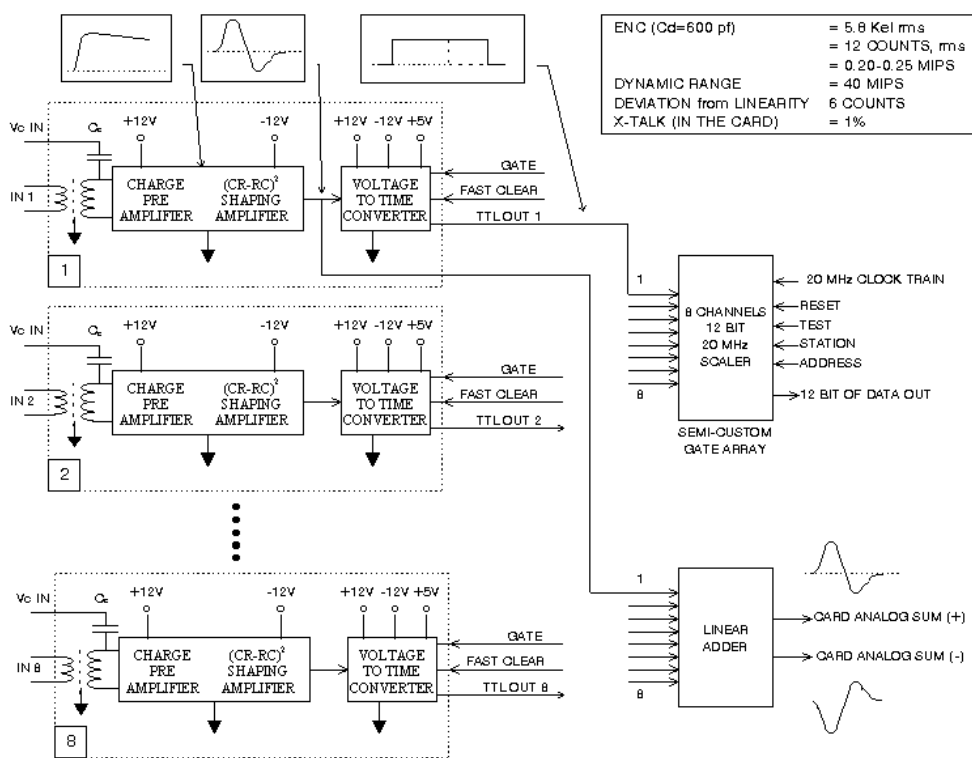 ENC (Cd=600 pf) = 5.8 Kel rms
= 12 COUNTS, rms
= 0.20-0.25 MIPS
DYNAMIC RANGE = 40 MIPS
DEVIATION from LINEARITY 6 COUNTS
X-TALK (IN THE CARD) = 1%
Vc IN
Cc
+12V
-12V
+12V -12V +5V
IN 1
CHARGE
PRE
AMPLIFIER
(CR-RC)²
SHAPING
AMPLIFIER
VOLTAGE
TO TIME
CONVERTER
GATE
FAST CLEAR
TTL OUT 1
1
Vc IN
Cc
+12V
-12V
+12V -12V +5V
IN 2
CHARGE
PRE
AMPLIFIER
(CR-RC)²
SHAPING
AMPLIFIER
VOLTAGE
TO TIME
CONVERTER
GATE
FAST CLEAR
TTL OUT 2
2
1
8
8 CHANNELS
12 BIT
20 MHz
SCALER
20 MHz CLOCK TRAIN
RESET
TEST
STATION
ADDRESS
12 BIT OF DATA OUT
SEMI-CUSTOM
GATE ARRAY
Vc IN
Cc
+12V
-12V
+12V -12V +5V
IN 8
CHARGE
PRE
AMPLIFIER
(CR-RC)²
SHAPING
AMPLIFIER
VOLTAGE
TO TIME
CONVERTER
GATE
FAST CLEAR
TTL OUT 8
8
1
8
LINEAR
ADDER
CARD ANALOG SUM (+)
CARD ANALOG SUM (-)